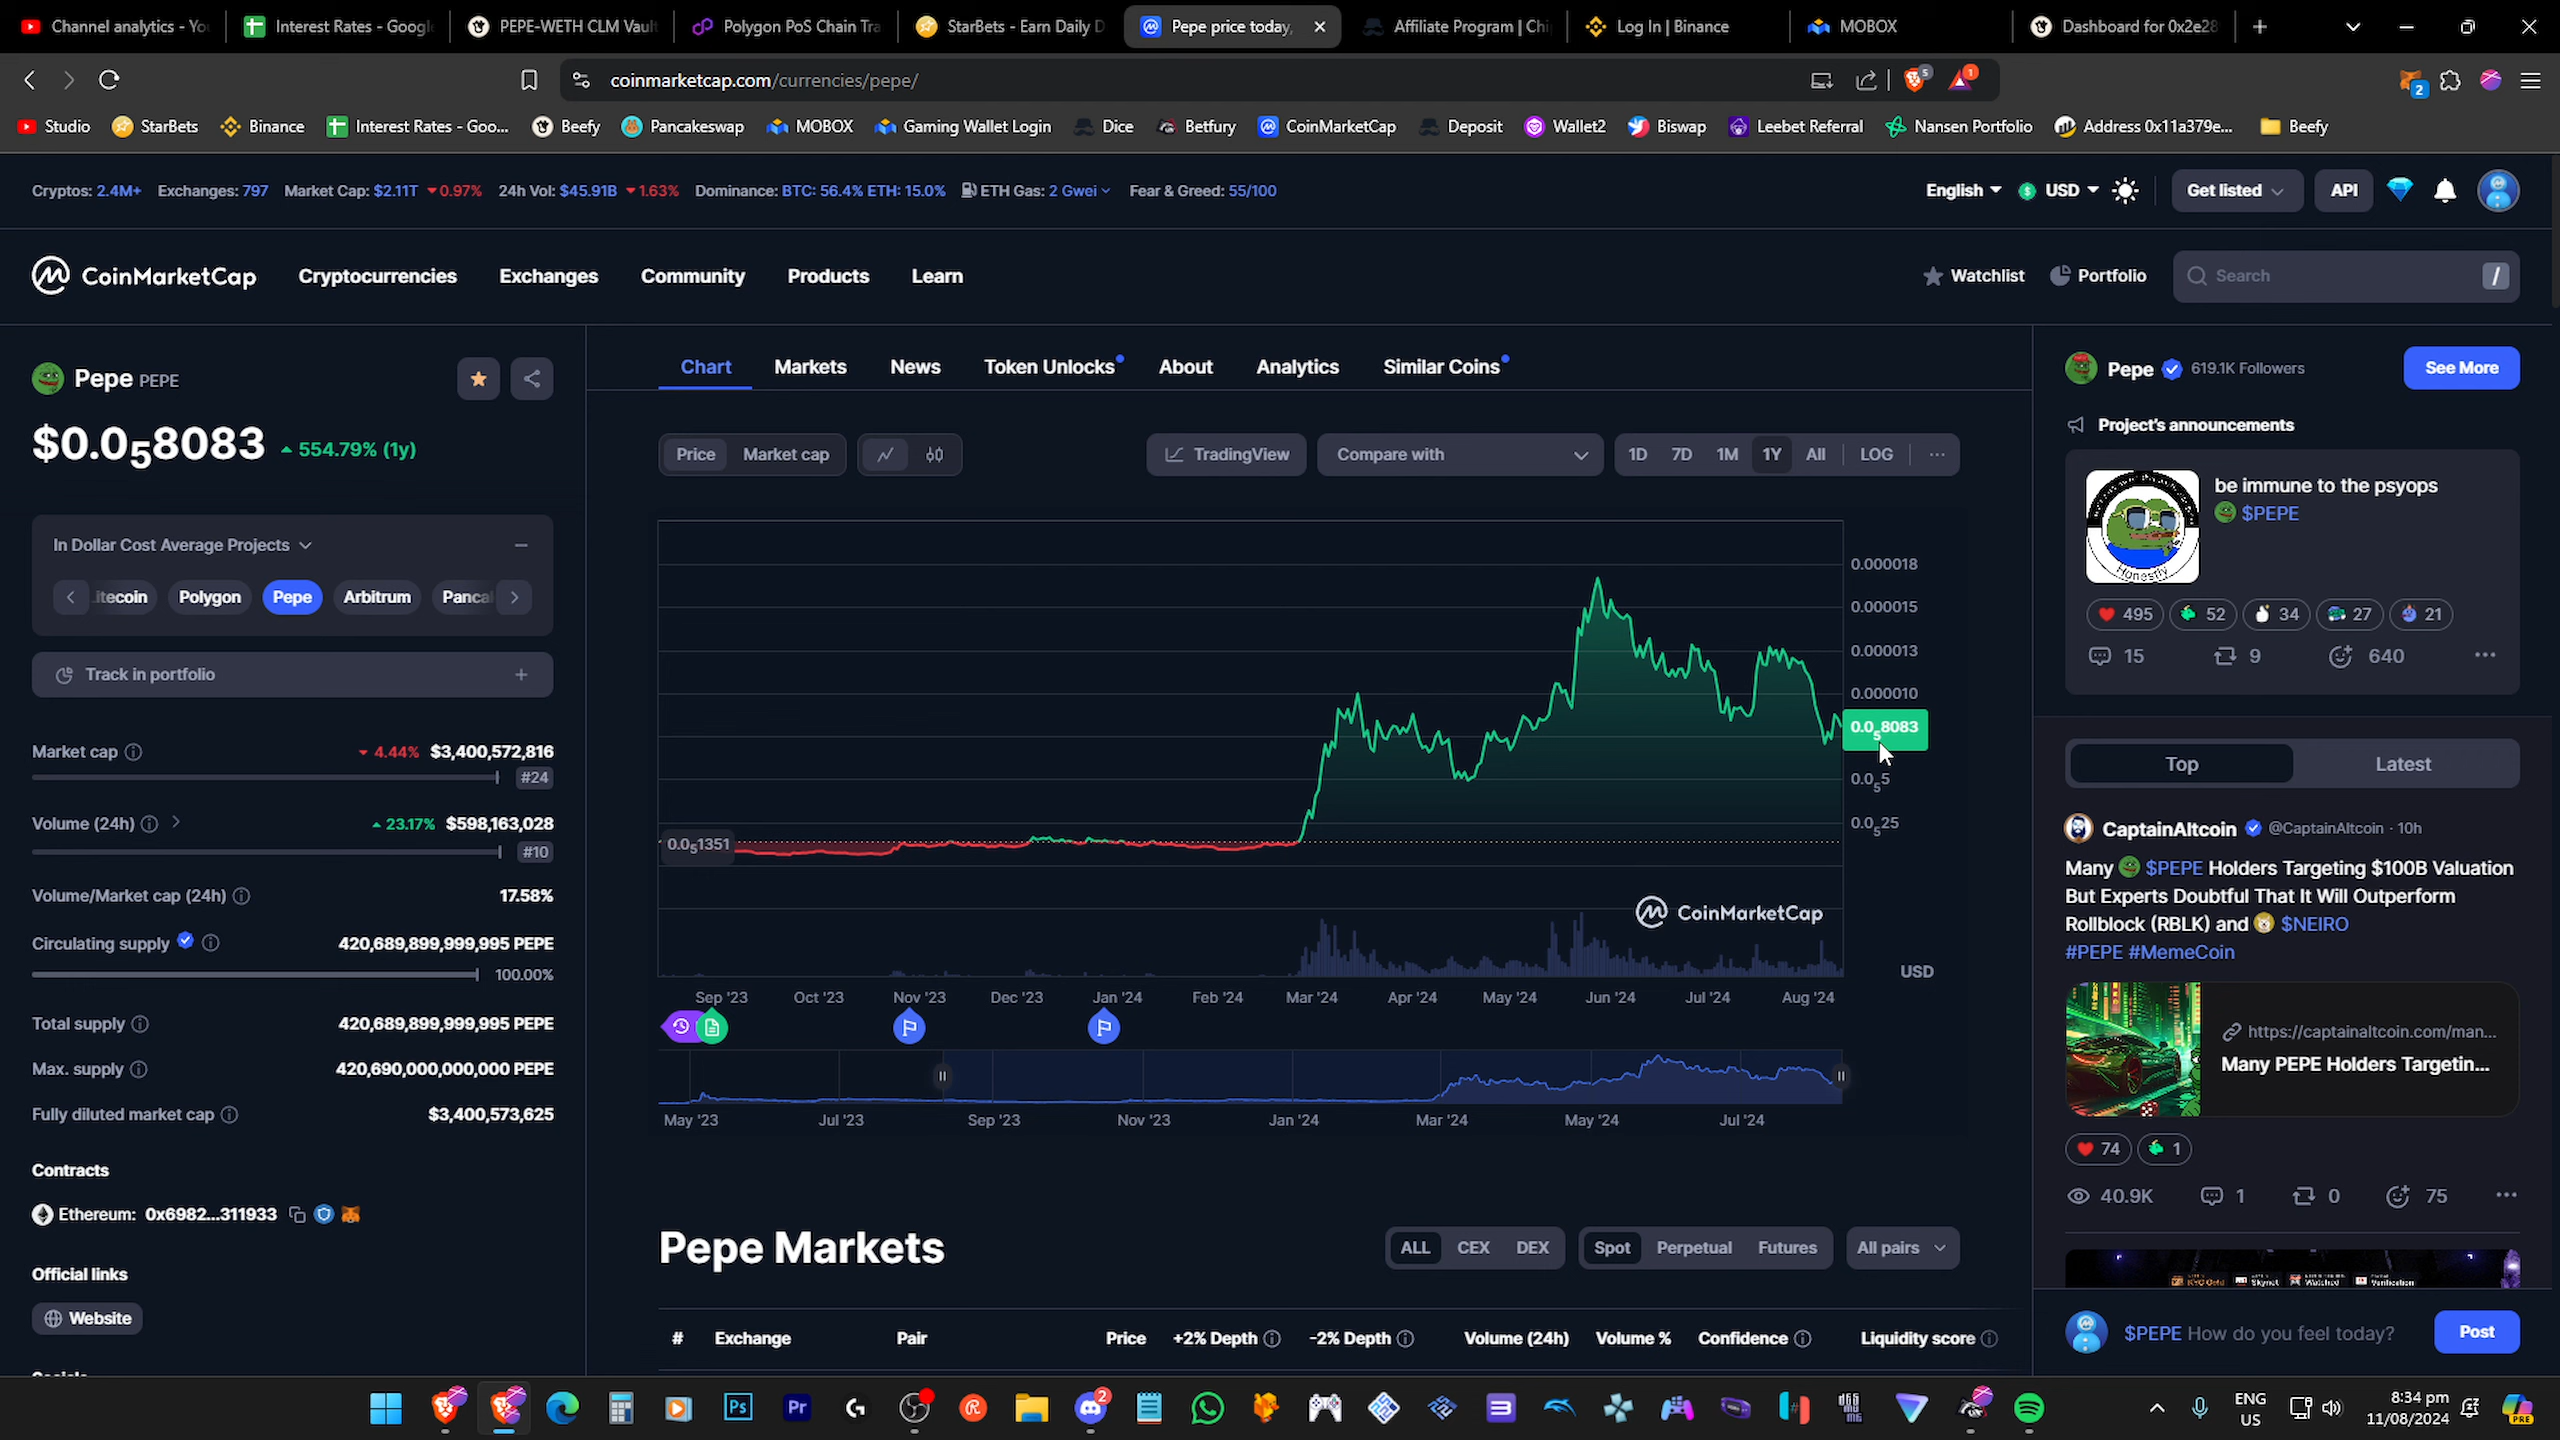 Channel analytics - Yo
Interest Rates - Google
PEPE-WETH CLM Vault
Polygon PoS Chain Tra
StarBets - Earn Daily D
Pepe price today,
Affiliate Program | Chi
Log In | Binance
MOBOX
Dashboard for 0x2e28
coinmarketcap.com/currencies/pepe/
5
1
2
Studio
StarBets
Binance
Interest Rates - Goo...
Beefy
Pancakeswap
MOBOX
Gaming Wallet Login
Dice
Betfury
CoinMarketCap
Deposit
Wallet2
Biswap
Leebet Referral
Nansen Portfolio
Address 0x11a379e...
Beefy
Cryptos: 2.4M+ Exchanges: 797 Market Cap: $2.11T 0.97% 24h Vol: $45.91B 1.63% Dominance: BTC: 56.4% ETH: 15.0% ETH Gas: 2 Gwei Fear & Greed: 55/100
English USD Get listed API
CoinMarketCap Cryptocurrencies Exchanges Community Products Learn
Watchlist Portfolio Search /
Pepe PEPE
$0.0₅8083 554.79% (1y)
In Dollar Cost Average Projects
itecoin Polygon Pepe Arbitrum Panca
Track in portfolio +
Market cap 4.44% $3,400,572,816
#24
Volume (24h) 23.17% $598,163,028
#10
Volume/Market cap (24h) 17.58%
Circulating supply 420,689,899,999,995 PEPE
100.00%
Total supply 420,689,899,999,995 PEPE
Max. supply 420,690,000,000,000 PEPE
Fully diluted market cap $3,400,573,625
Contracts
Ethereum: 0x6982...311933
Official links
Website
Chart Markets News Token Unlocks About Analytics Similar Coins
Price Market cap TradingView Compare with 1D 7D 1M 1Y All LOG ...
0.000018
0.000015
0.000013
0.000010
0.0₅8083
0.0₅5
0.0₅25
0.0₅1351
CoinMarketCap
USD
Sep '23 Oct '23 Nov '23 Dec '23 Jan '24 Feb '24 Mar '24 Apr '24 May '24 Jun '24 Jul '24 Aug '24
May '23 Jul '23 Sep '23 Nov '23 Jan '24 Mar '24 May '24 Jul '24
Pepe Markets
ALL CEX DEX Spot Perpetual Futures All pairs
# Exchange Pair Price +2% Depth -2% Depth Volume (24h) Volume % Confidence Liquidity score
Pepe 619.1K Followers See More
Project's announcements
be immune to the psyops
$PEPE
Honestly
495 52 34 27 21
15 9 640 ...
Top Latest
CaptainAltcoin @CaptainAltcoin · 10h
Many $PEPE Holders Targeting $100B Valuation
But Experts Doubtful That It Will Outperform
Rollblock (RBLK) and $NEIRO
#PEPE #MemeCoin
https://captainaltcoin.com/man...
Many PEPE Holders Targetin...
74 1
40.9K 1 0 75 ...
$PEPE How do you feel today? Post
Ps
Pr
2
ENG
US
8:34 pm
11/08/2024
PRE